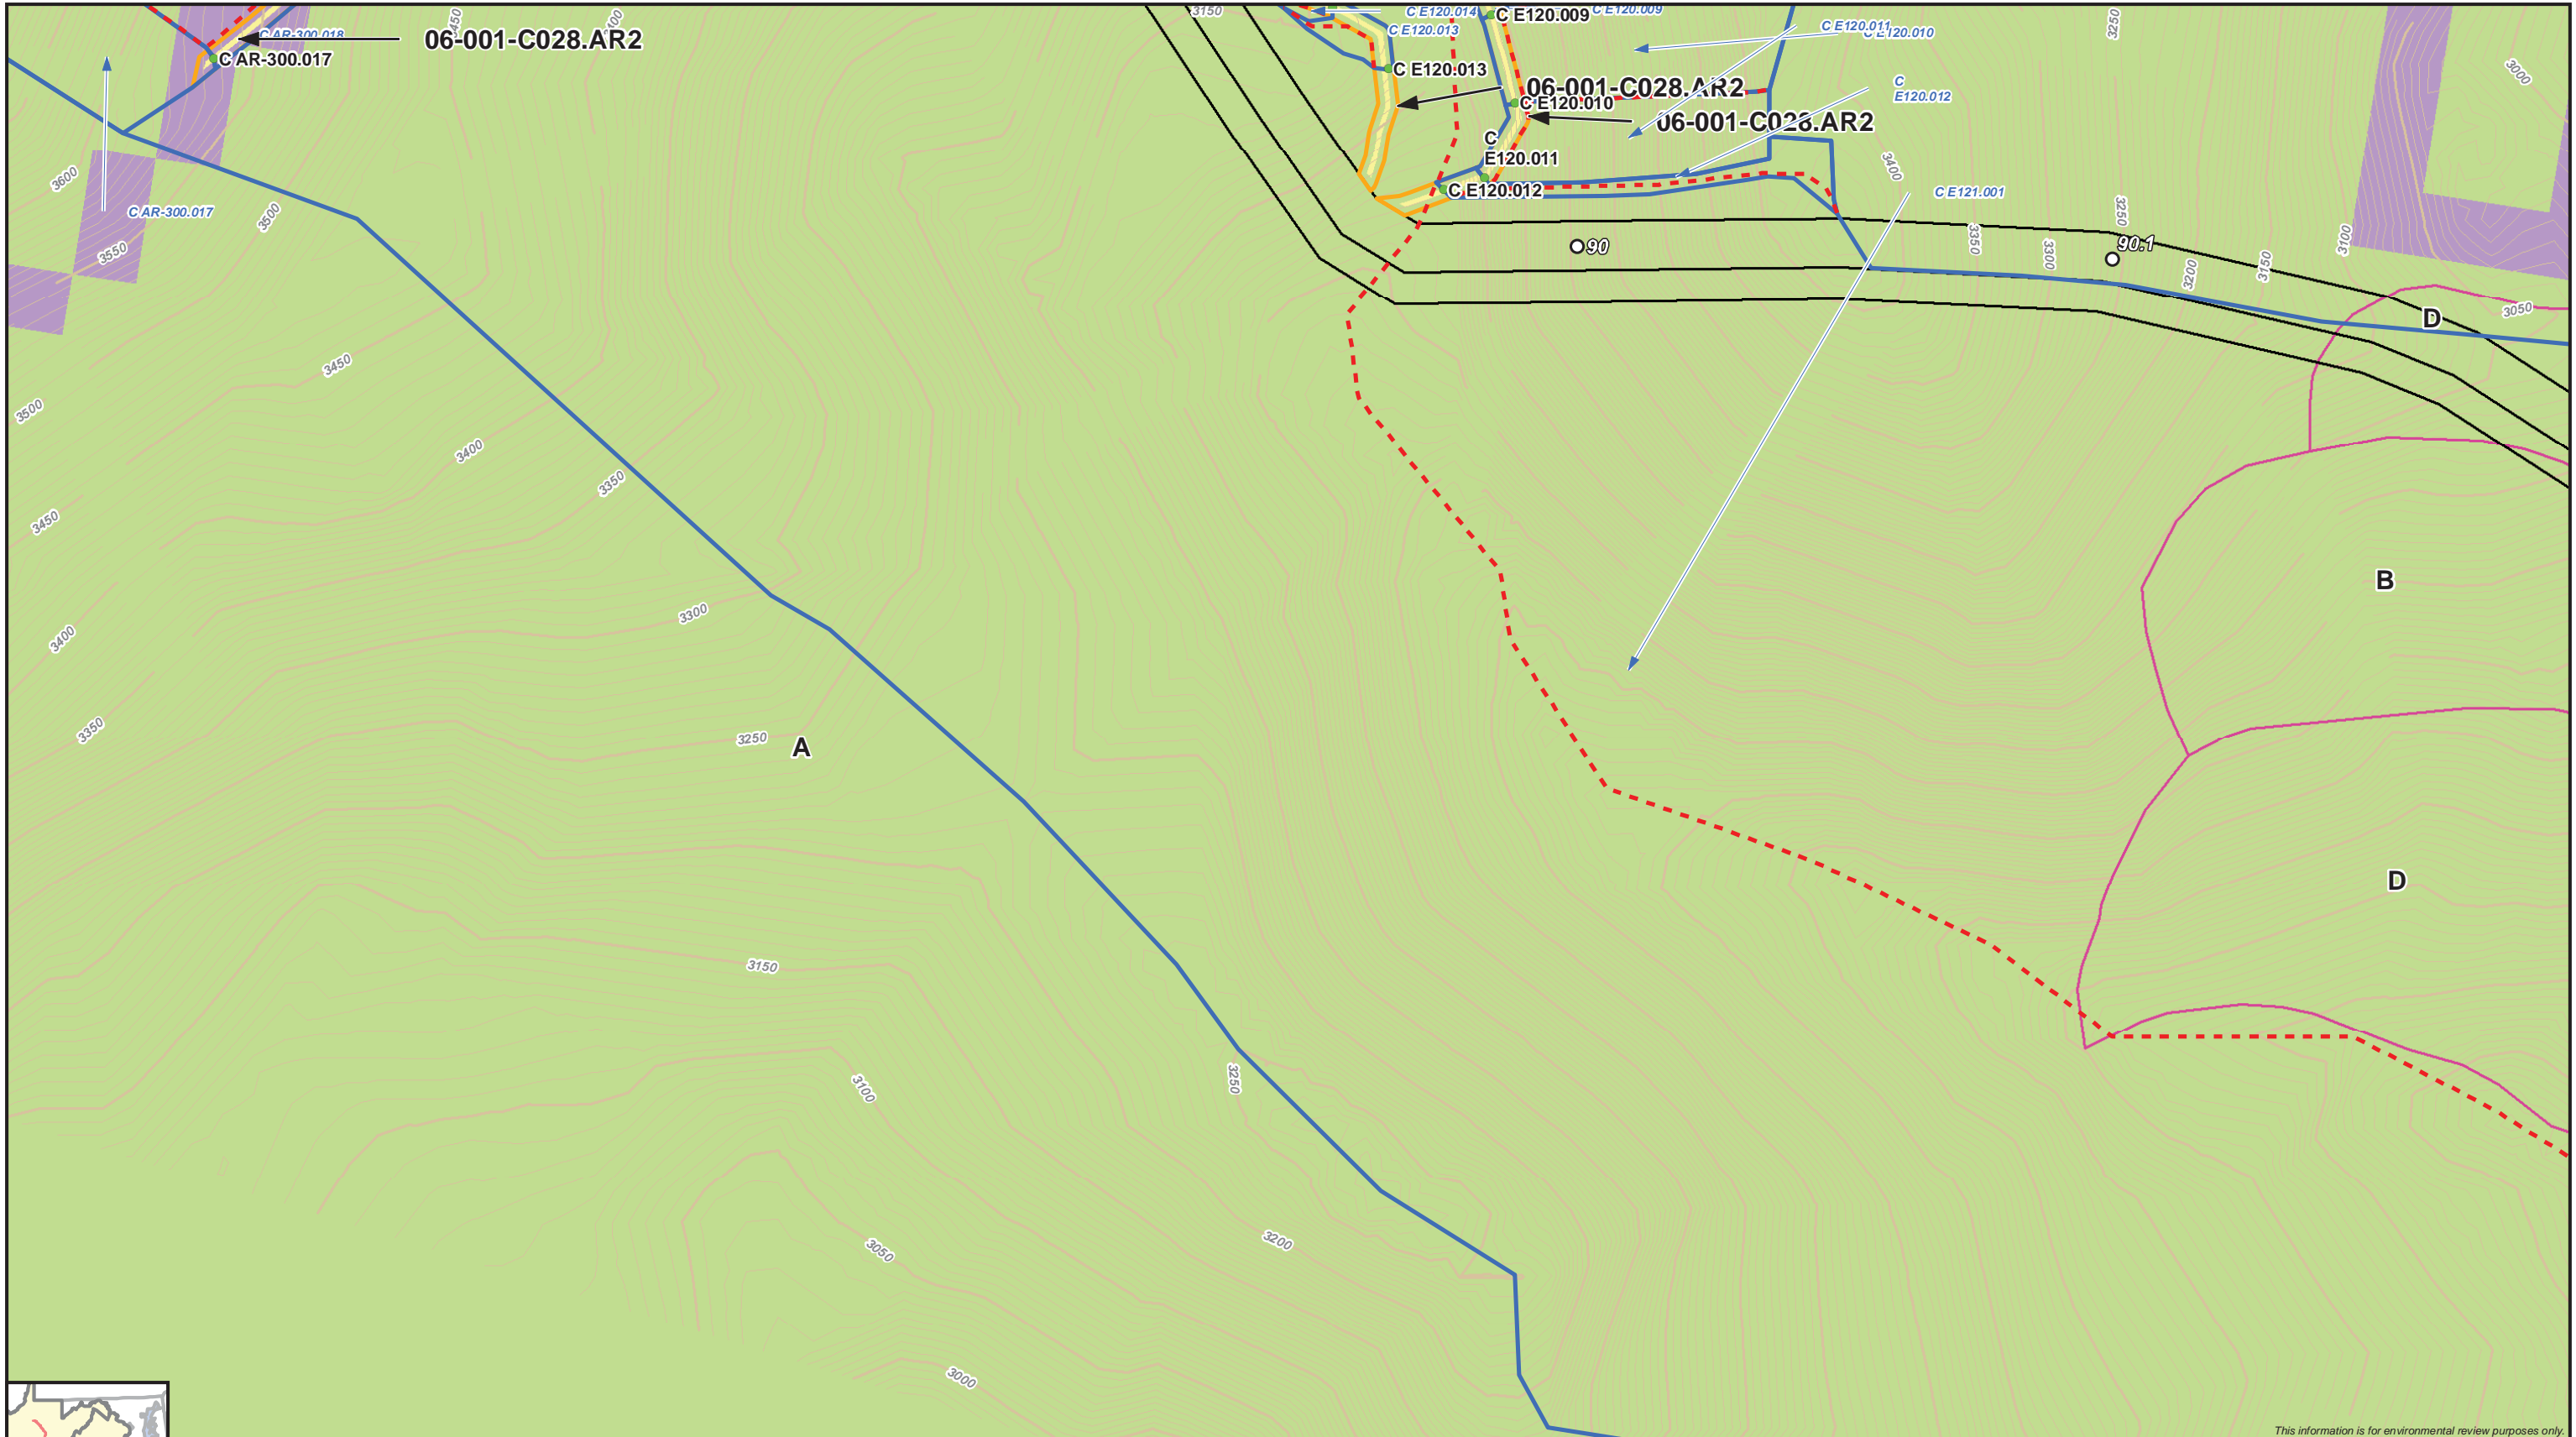 3450
3400
3150
C E120.014
C E120.009
C E120.009
3250
C AR-300.018
06-001-C028.AR2
C AR-300.017
C E120.013
C E120.011
C E120.010
C E120.013
3000
06-001-C028.AR2
C E120.010
C
E120.012
06-001-C028.AR2
C
E120.011
3400
3600
C E120.012
C E121.001
C AR-300.017
3500
3250
3550
90
3350
3300
90.1
3200
3150
3100
D
3050
3450
3500
3400
3350
3450
B
3300
3400
3350
3250
A
D
3150
3250
3100
3200
3050
3000
This information is for environmental review purposes only.